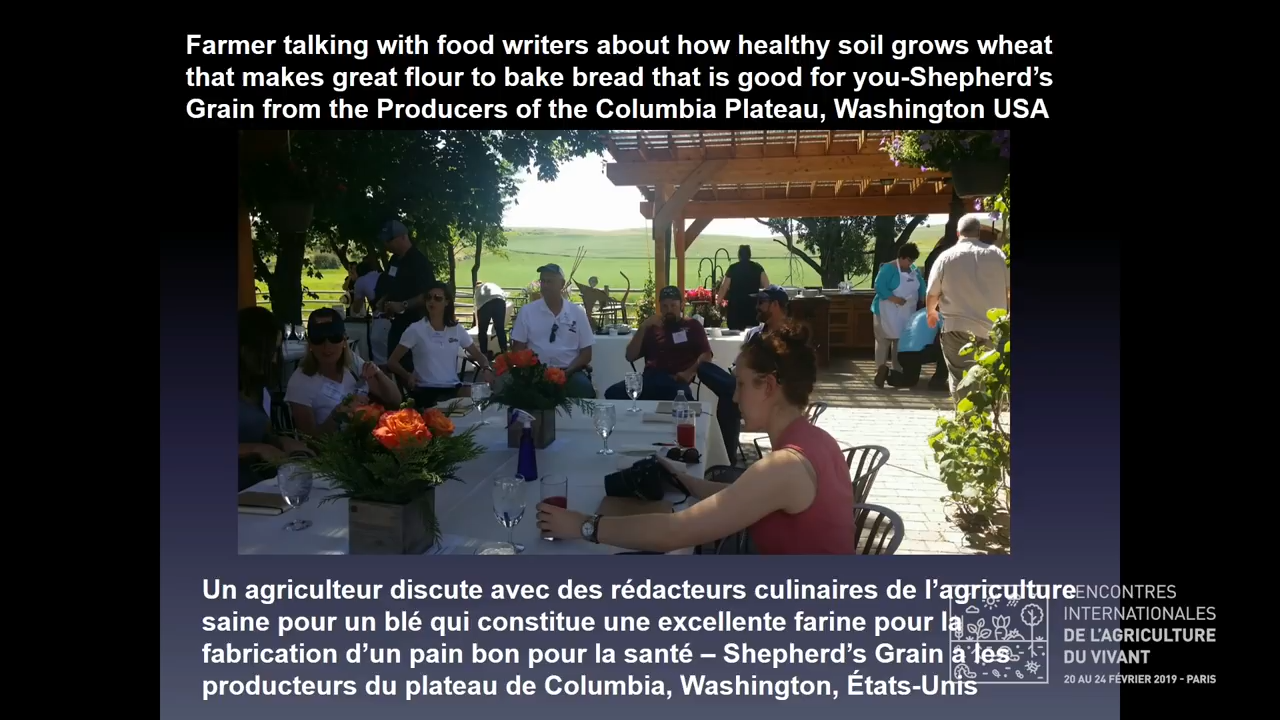 Farmer talking with food writers about how healthy soil grows wheat
that makes great flour to bake bread that is good for you-Shepherd’s
Grain from the Producers of the Columbia Plateau, Washington USA
Un agriculteur discute avec des rédacteurs culinaires de l’agriculture
saine pour un blé qui constitue une excellente farine pour la
fabrication d’un pain bon pour la santé – Shepherd’s Grain à les
producteurs du plateau de Columbia, Washington, États-Unis
RENCONTRES
INTERNATIONALES
DE L'AGRICULTURE
DU VIVANT
20 AU 24 FÉVRIER 2019 - PARIS